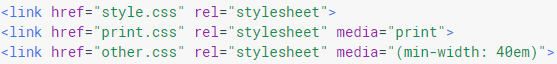 <link href="style.css" rel="stylesheet">
<link href="print.css" rel="stylesheet" media="print">
<link href="other.css" rel="stylesheet" media="(min-width: 40em)">